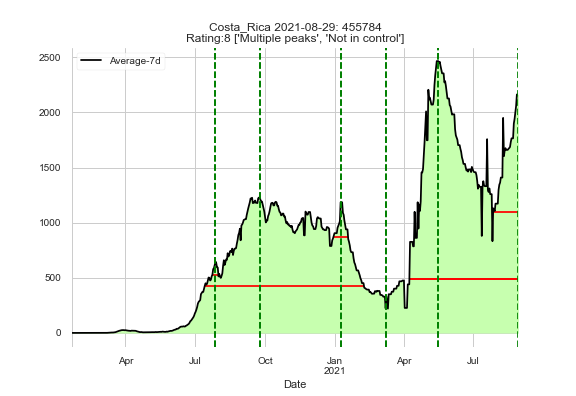 Costa_Rica 2021-08-29: 455784
Rating:8 ['Multiple peaks', 'Not in control']
Average-7d
2500
2000
1500
1000
500
0
Apr
Jul
Oct
Jan
2021
Apr
Jul
Date